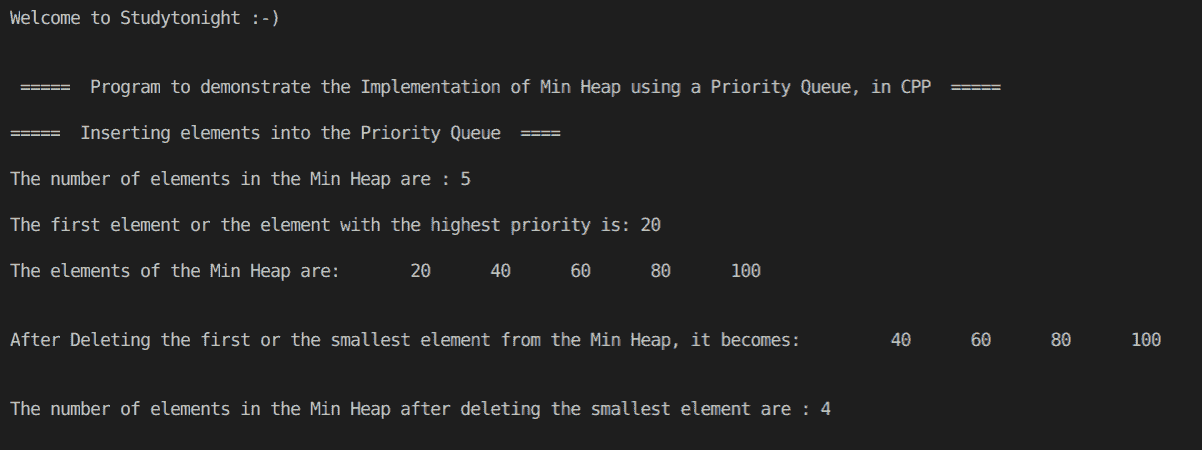 Welcome to Studytonight :-)
===== Program to demonstrate the Implementation of Min Heap using a Priority Queue, in CPP =====
===== Inserting elements into the Priority Queue ====
The number of elements in the Min Heap are : 5
The first element or the element with the highest priority is: 20
The elements of the Min Heap are: 20 40 60 80 100
After Deleting the first or the smallest element from the Min Heap, it becomes: 40 60 80 100
The number of elements in the Min Heap after deleting the smallest element are : 4